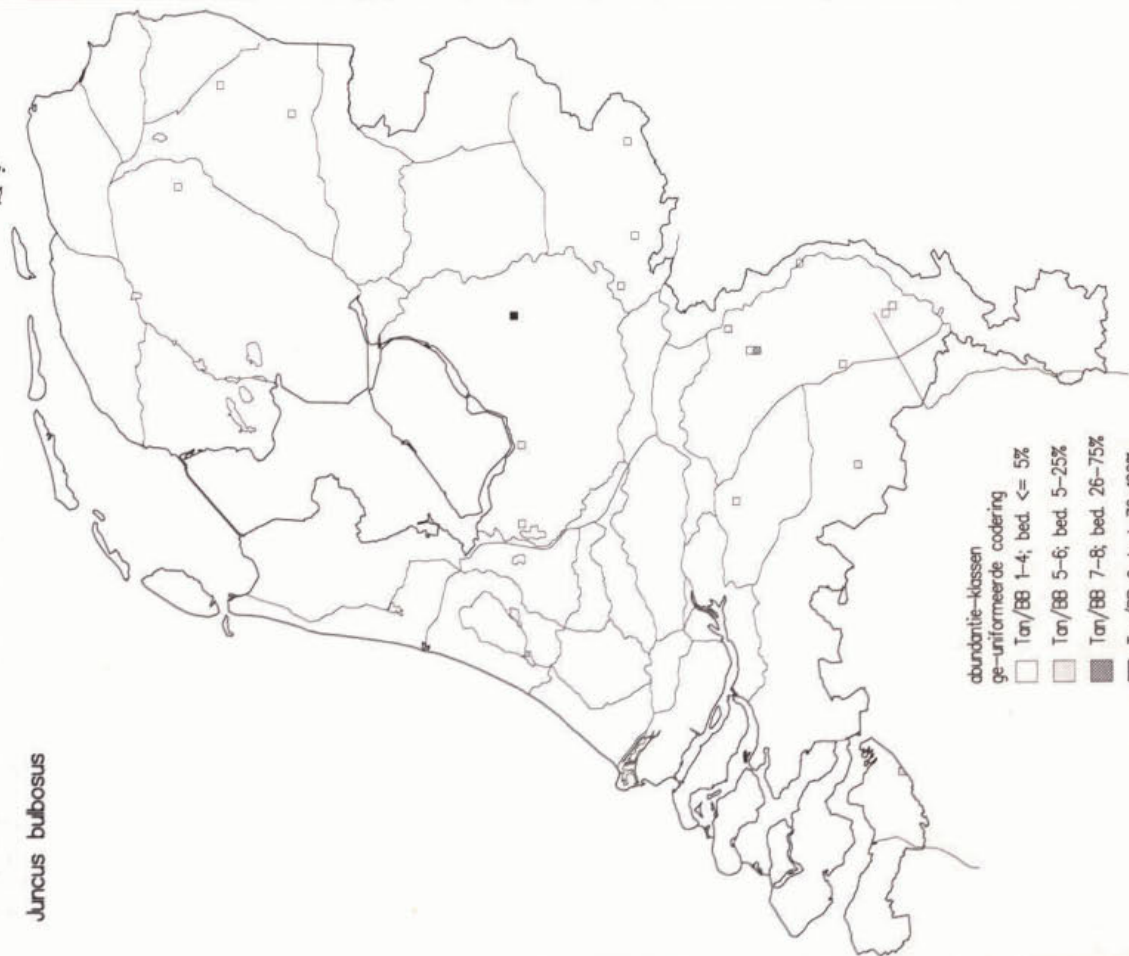 Juncus bulbosus
abundantie-klassen
ge-uniformeerde codering
Tan/BB 1-4; bed. <= 5%
Tan/BB 5-6; bed. 5-25%
Tan/BB 7-8; bed. 26-75%